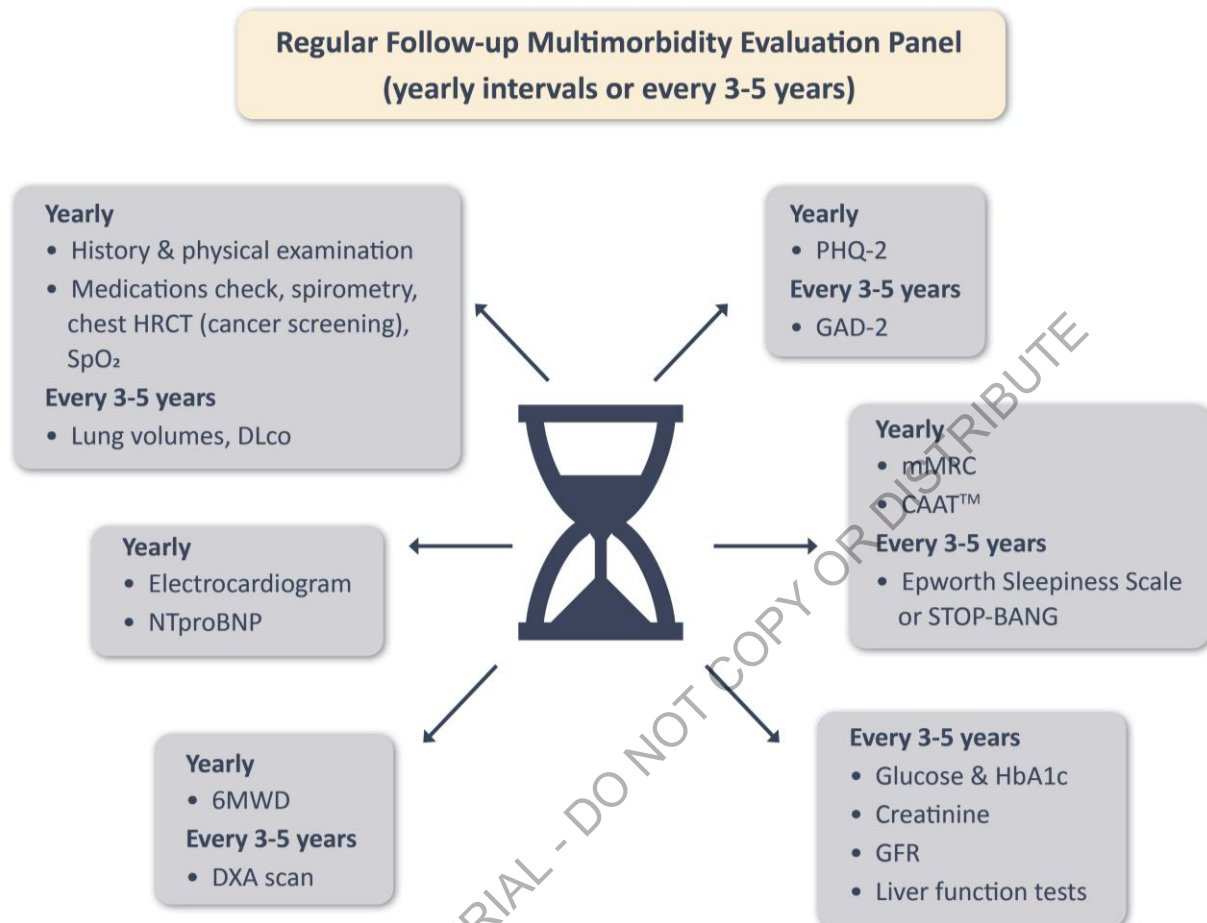 Regular Follow-up Multimorbidity Evaluation Panel
(yearly intervals or every 3-5 years)
Yearly
• History & physical examination
• Medications check, spirometry,
chest HRCT (cancer screening),
SpO₂
Every 3-5 years
• Lung volumes, DLco
Yearly
• PHQ-2
Every 3-5 years
• GAD-2
Yearly
• mMRC
• CAAT™
Every 3-5 years
• Epworth Sleepiness Scale
or STOP-BANG
Yearly
• Electrocardiogram
• NTproBNP
Yearly
• 6MWD
Every 3-5 years
• DXA scan
Every 3-5 years
• Glucose & HbA1c
• Creatinine
• GFR
• Liver function tests
RIAL - DO NOT COPY OR DISTRIBUTE